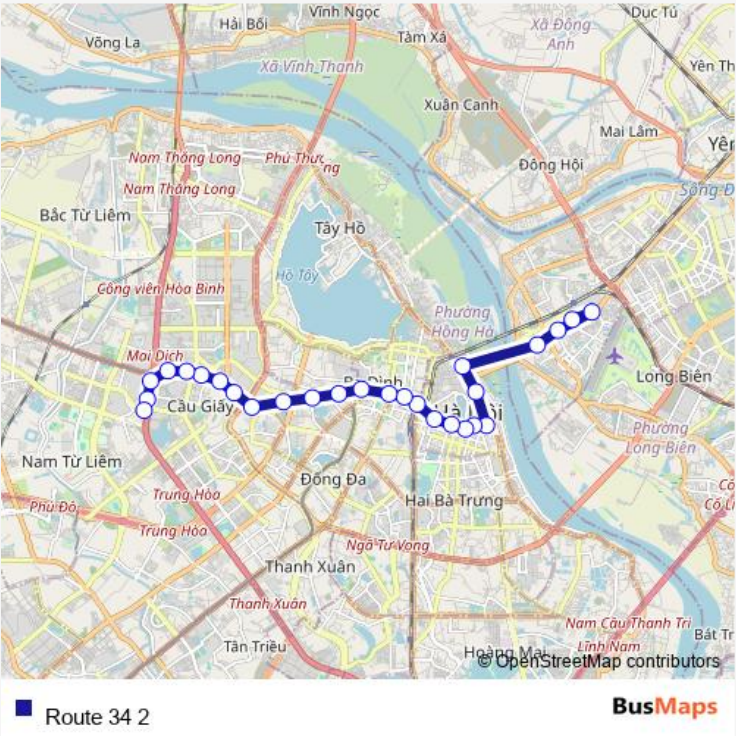 Vĩnh Ngọc
Dục Tú
Hải Bối
Xã Đông
Anh
Võng La
Tàm Xá
Xã Vĩnh Thanh
Yên Th
Xuân Canh
Mai Lâm
Yên
Nam Thăng Long
Phú Thượng
Đông Hội
Nam Thăng Long
Sông Đ
Bắc Từ Liêm
Tây Hồ
Hồ Tây
Công viên Hòa Bình
Phường
Hồng Hà
Mai Dịch
Ba Đình
Long Biên
Cầu Giấy
Hà Nội
Phường
Long Biên
Nam Từ Liêm
Đống Đa
Trung Hòa
Hai Bà Trưng
Cổ Li
Phú Đô
Trung Hòa
Ngã Tư Vọng
Thanh Xuân
Thanh Xuân
Nam Cầu Thanh Trì
Bát Tr
Tân Triều
Lĩnh Nam
Hoàng Mai
© OpenStreetMap contributors
Route 34 2
BusMaps